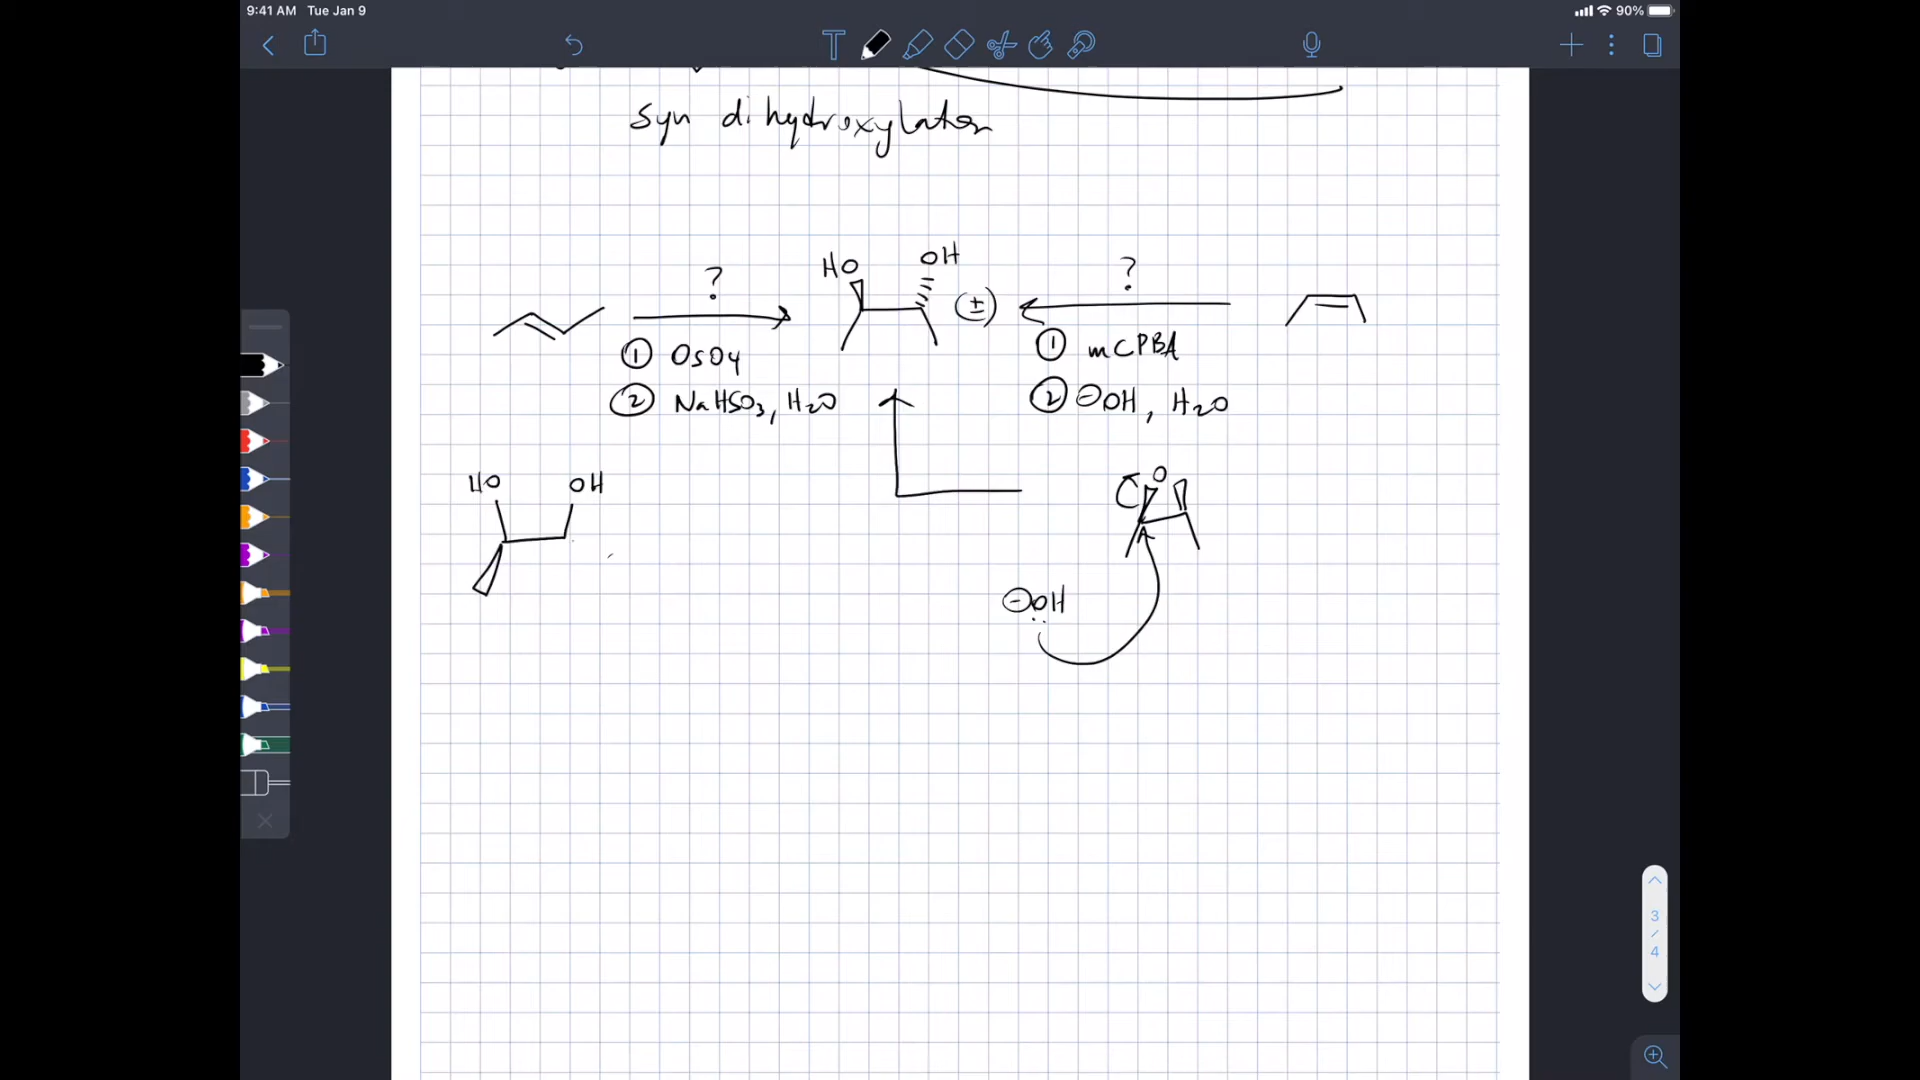 9:41 AM Tue Jan 9
90%
T
syn dihydroxylation
? HO OH (±) ?
① OsO4
② NaHSO3, H2O
① mCPBA
② ⊖OH, H2O
HO OH
O
⊖OH
3
/
4